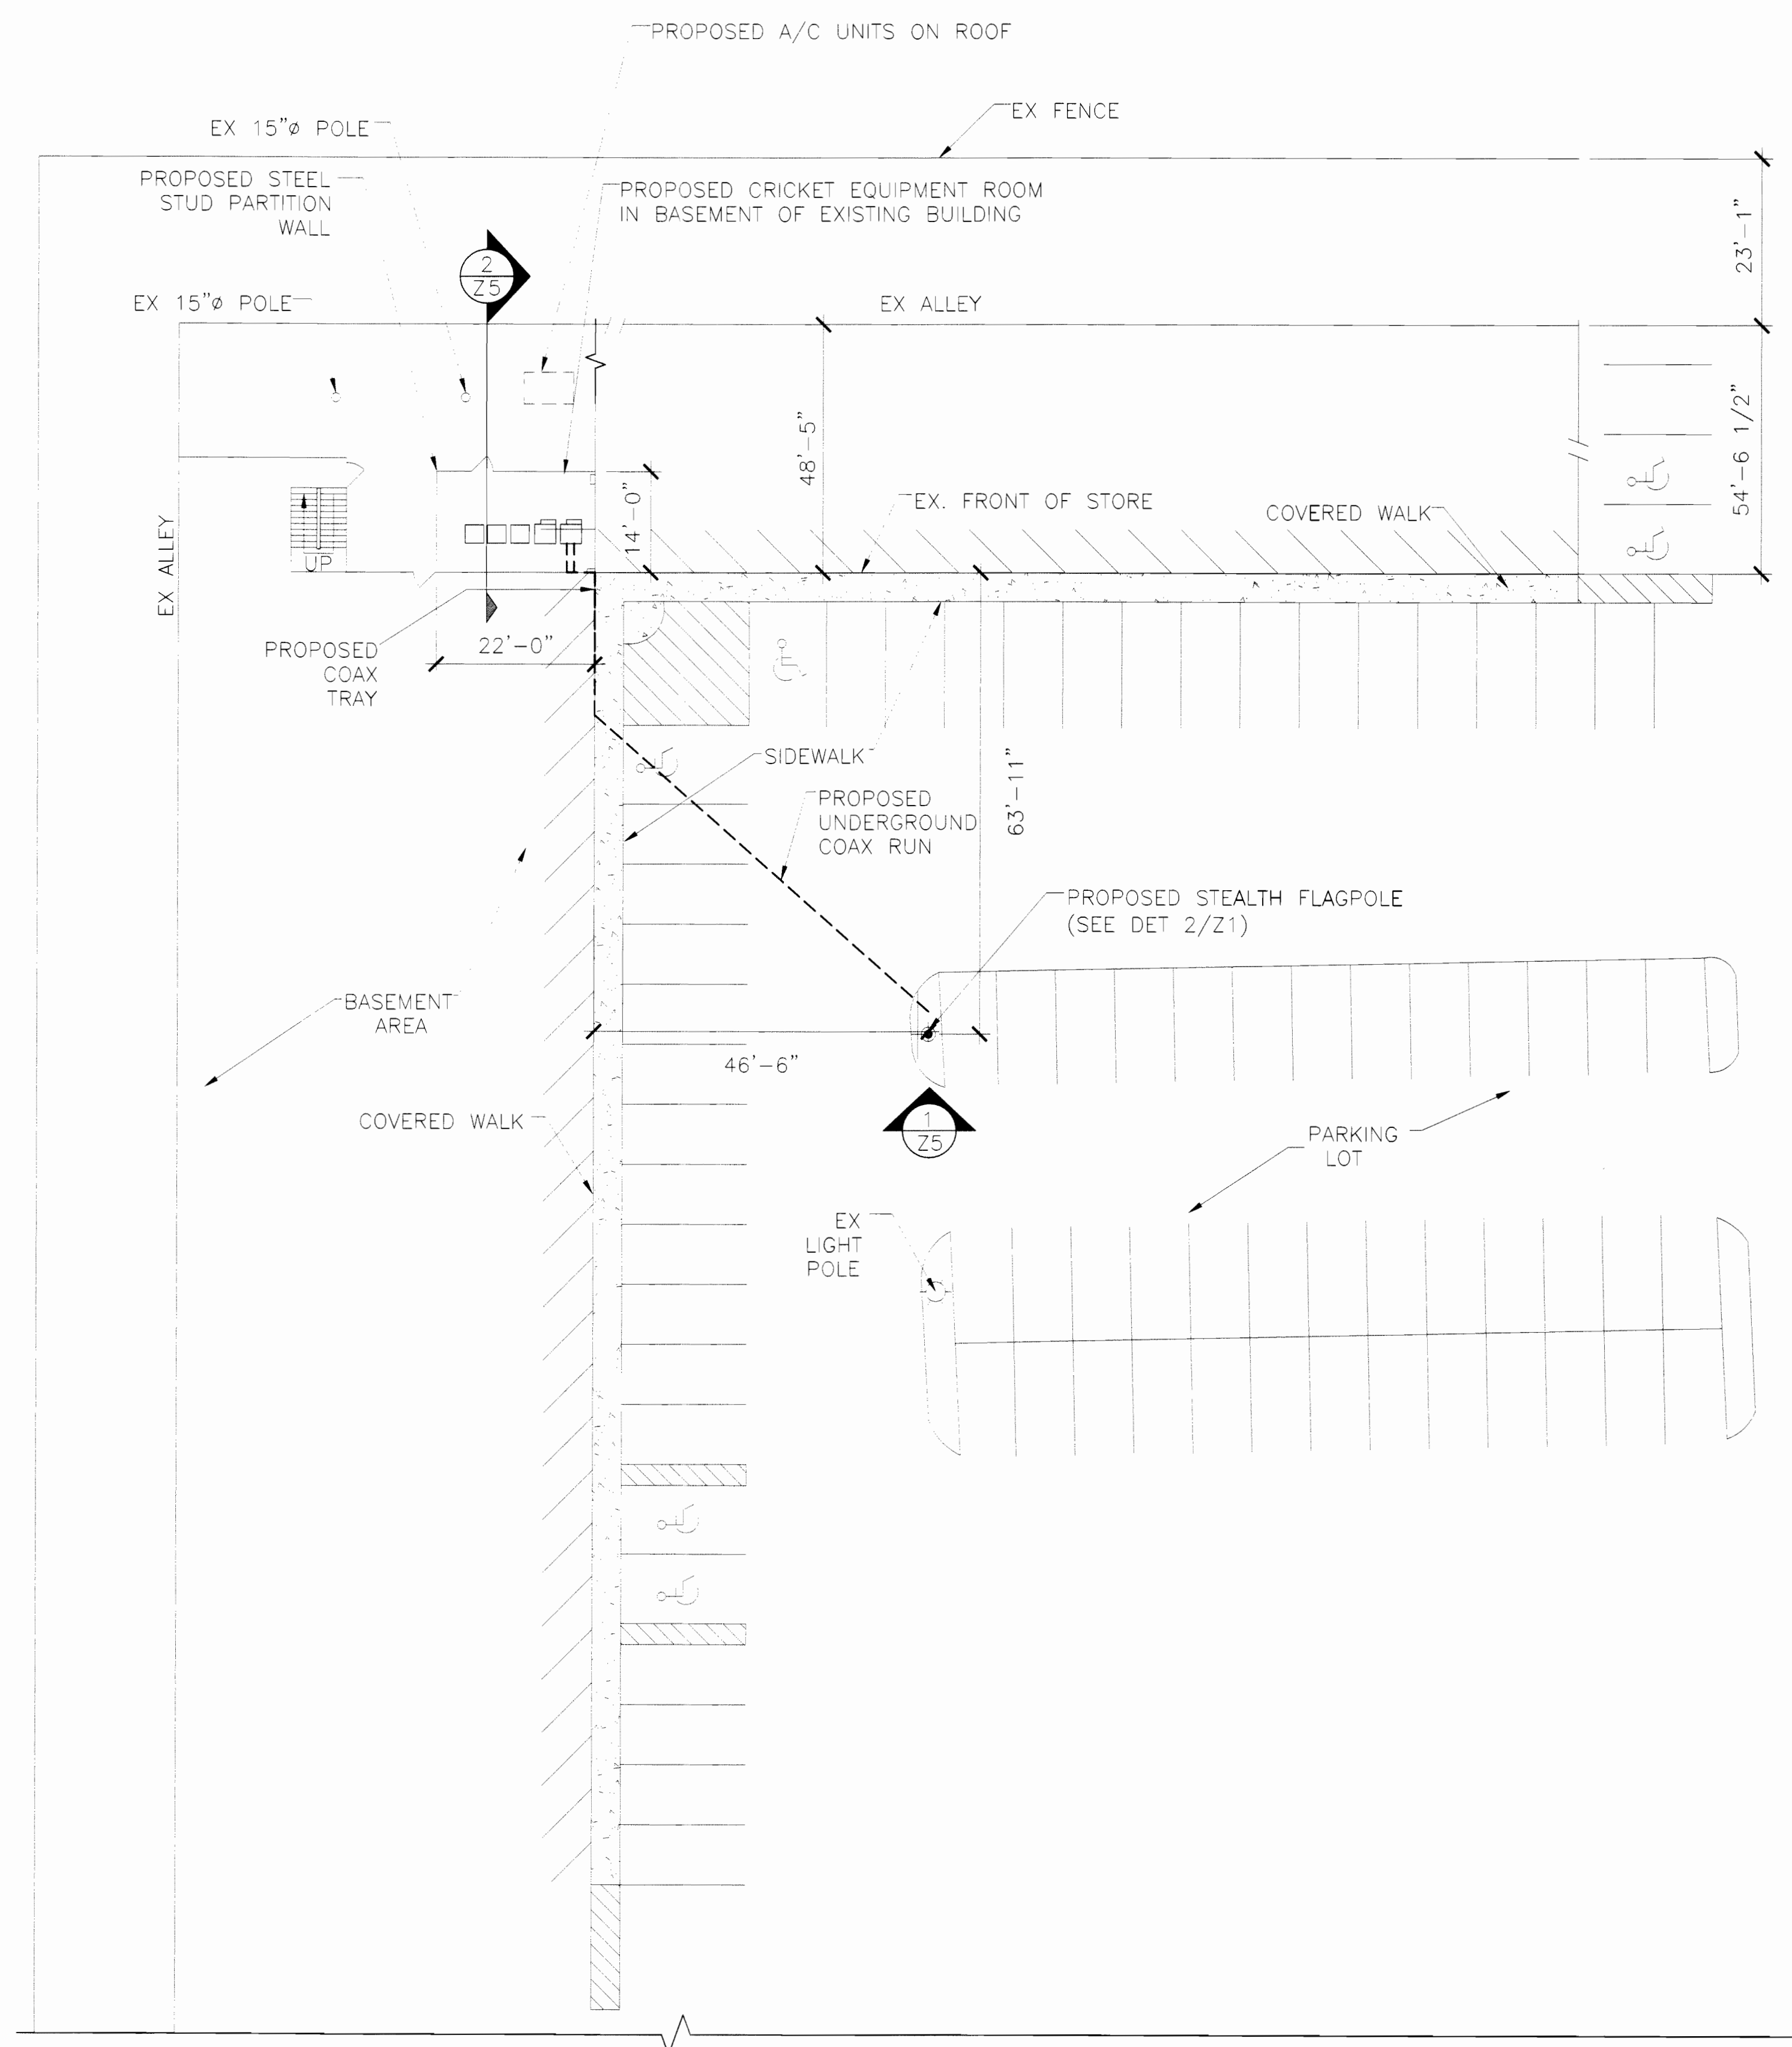 PROPOSED A/C UNITS ON ROOF
EX FENCE
EX 15"ø POLE
PROPOSED STEEL
STUD PARTITION
WALL
PROPOSED CRICKET EQUIPMENT ROOM
IN BASEMENT OF EXISTING BUILDING
23'-1"
2
Z5
EX 15"ø POLE
EX ALLEY
48'-5"
54'-6 1/2"
14'-0"
EX. FRONT OF STORE
COVERED WALK
EX ALLEY
UP
22'-0"
PROPOSED
COAX
TRAY
SIDEWALK
63'-11"
PROPOSED
UNDERGROUND
COAX RUN
PROPOSED STEALTH FLAGPOLE
(SEE DET 2/Z1)
BASEMENT
AREA
46'-6"
COVERED WALK
1
Z5
PARKING
LOT
EX
LIGHT
POLE